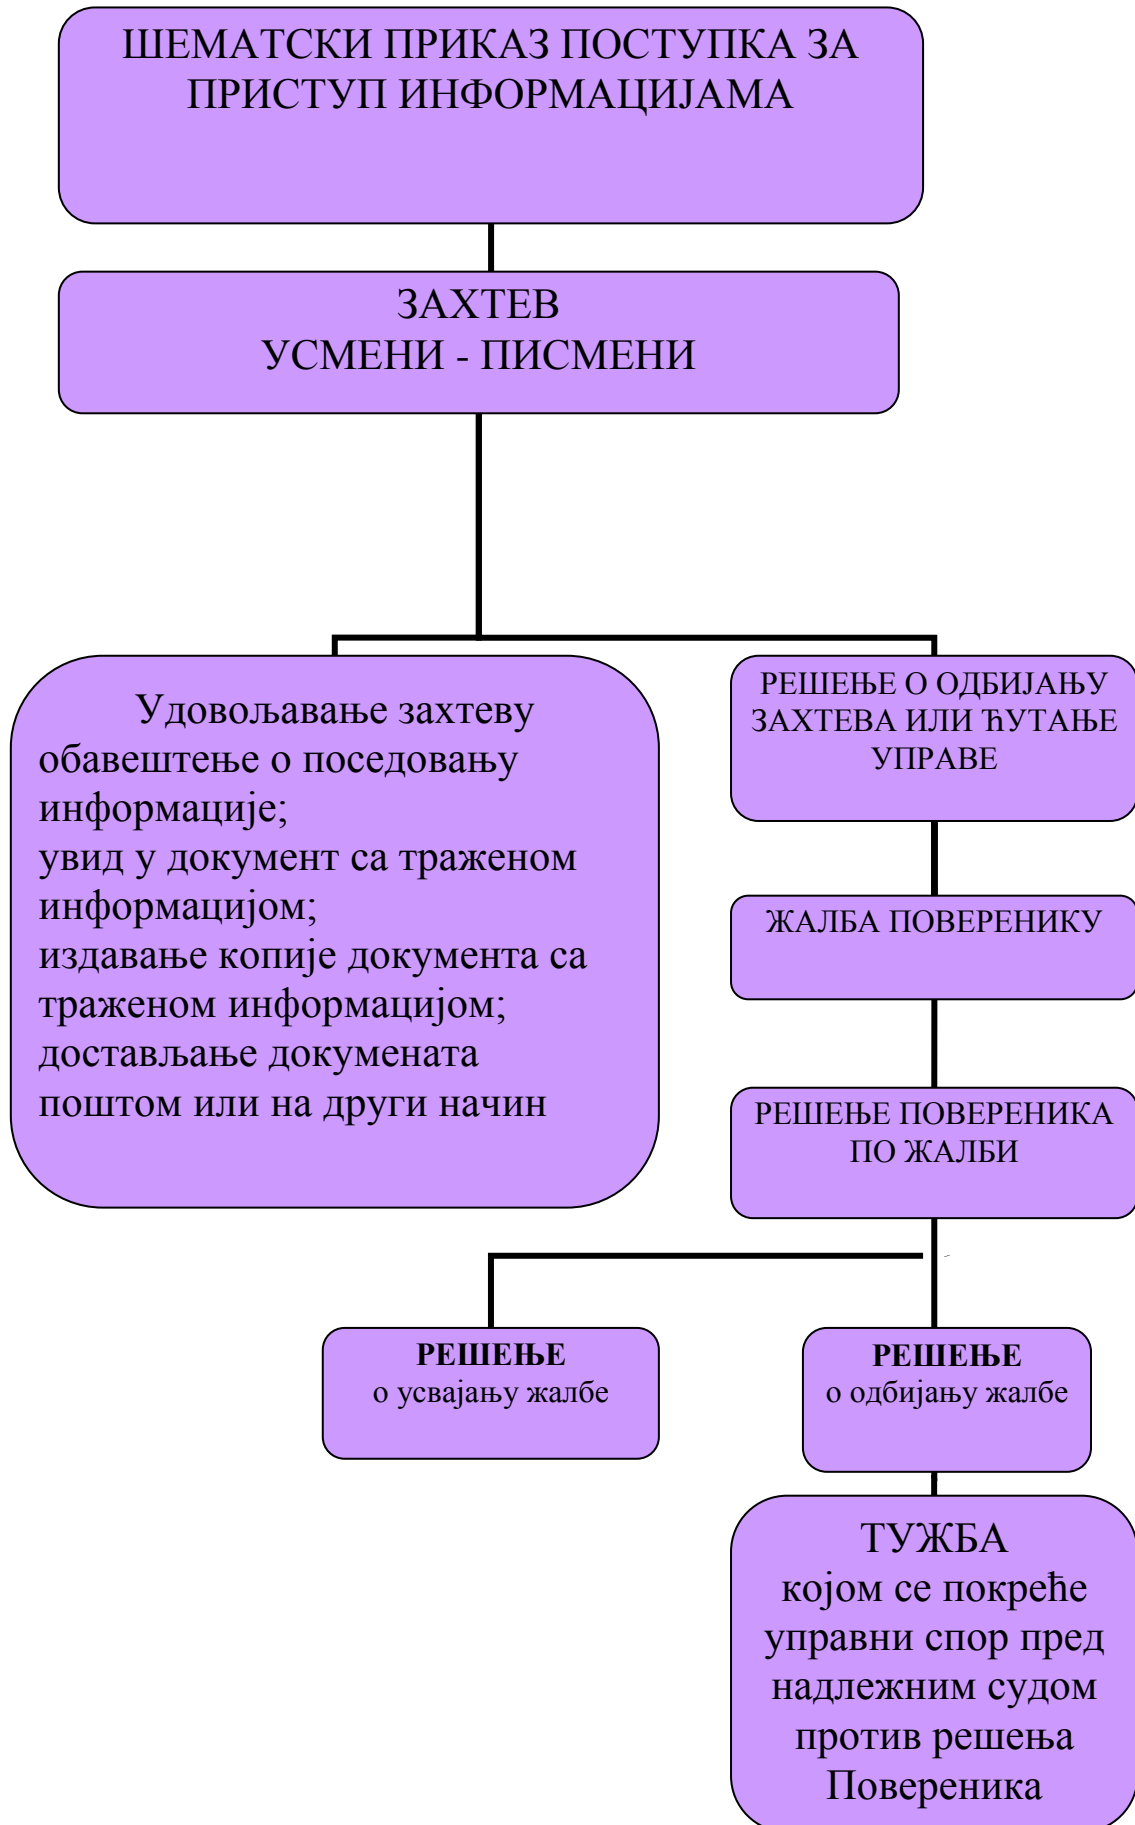 ШЕМАТСКИ ПРИКАЗ ПОСТУПКА ЗА
ПРИСТУП ИНФОРМАЦИЈАМА
ЗАХТЕВ
УСМЕНИ - ПИСМЕНИ
Удовољавање захтеву
обавештење о поседовању
информације;
увид у документ са траженом
информацијом;
издавање копије документа са
траженом информацијом;
достављање докумената
поштом или на други начин
РЕШЕЊЕ О ОДБИЈАЊУ
ЗАХТЕВА ИЛИ ЋУТАЊЕ
УПРАВЕ
ЖАЛБА ПОВЕРЕНИКУ
РЕШЕЊЕ ПОВЕРЕНИКА
ПО ЖАЛБИ
РЕШЕЊЕ
о усвајању жалбе
РЕШЕЊЕ
о одбијању жалбе
ТУЖБА
којом се покреће
управни спор пред
надлежним судом
против решења
Повереника